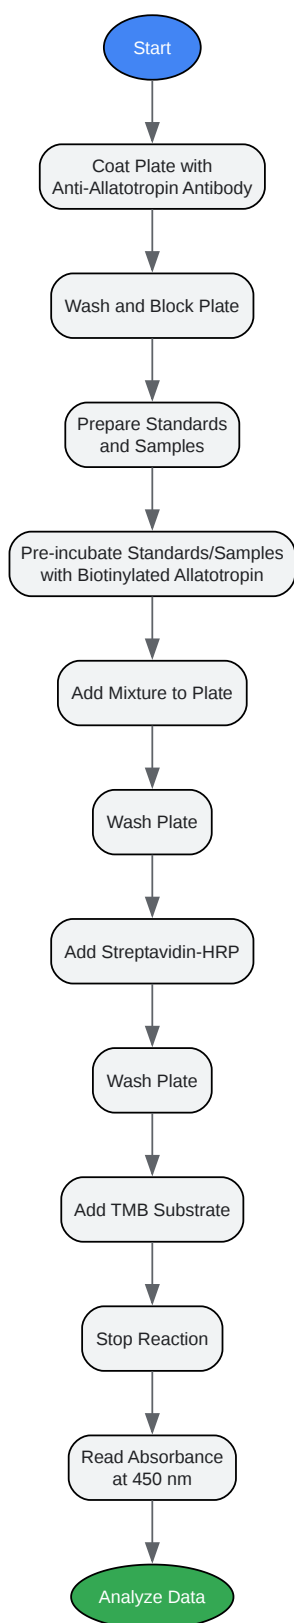 Start
Coat Plate with
Anti-Allatotropin Antibody
Wash and Block Plate
Prepare Standards
and Samples
Pre-incubate Standards/Samples
with Biotinylated Allatotropin
Add Mixture to Plate
Wash Plate
Add Streptavidin-HRP
Wash Plate
Add TMB Substrate
Stop Reaction
Read Absorbance
at 450 nm
Analyze Data